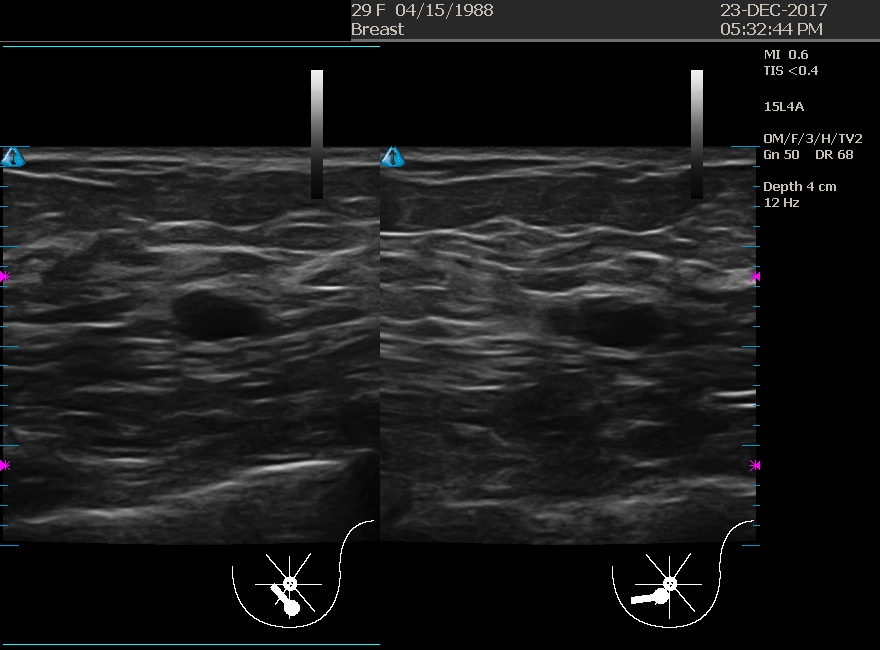 29 F 04/15/1988
23-DEC-2017
Breast
05:32:44 PM
MI 0.6
TIS <0.4
15L4A
OM/F/3/H/TV2
Gn 50 DR 68
Depth 4 cm
12 Hz